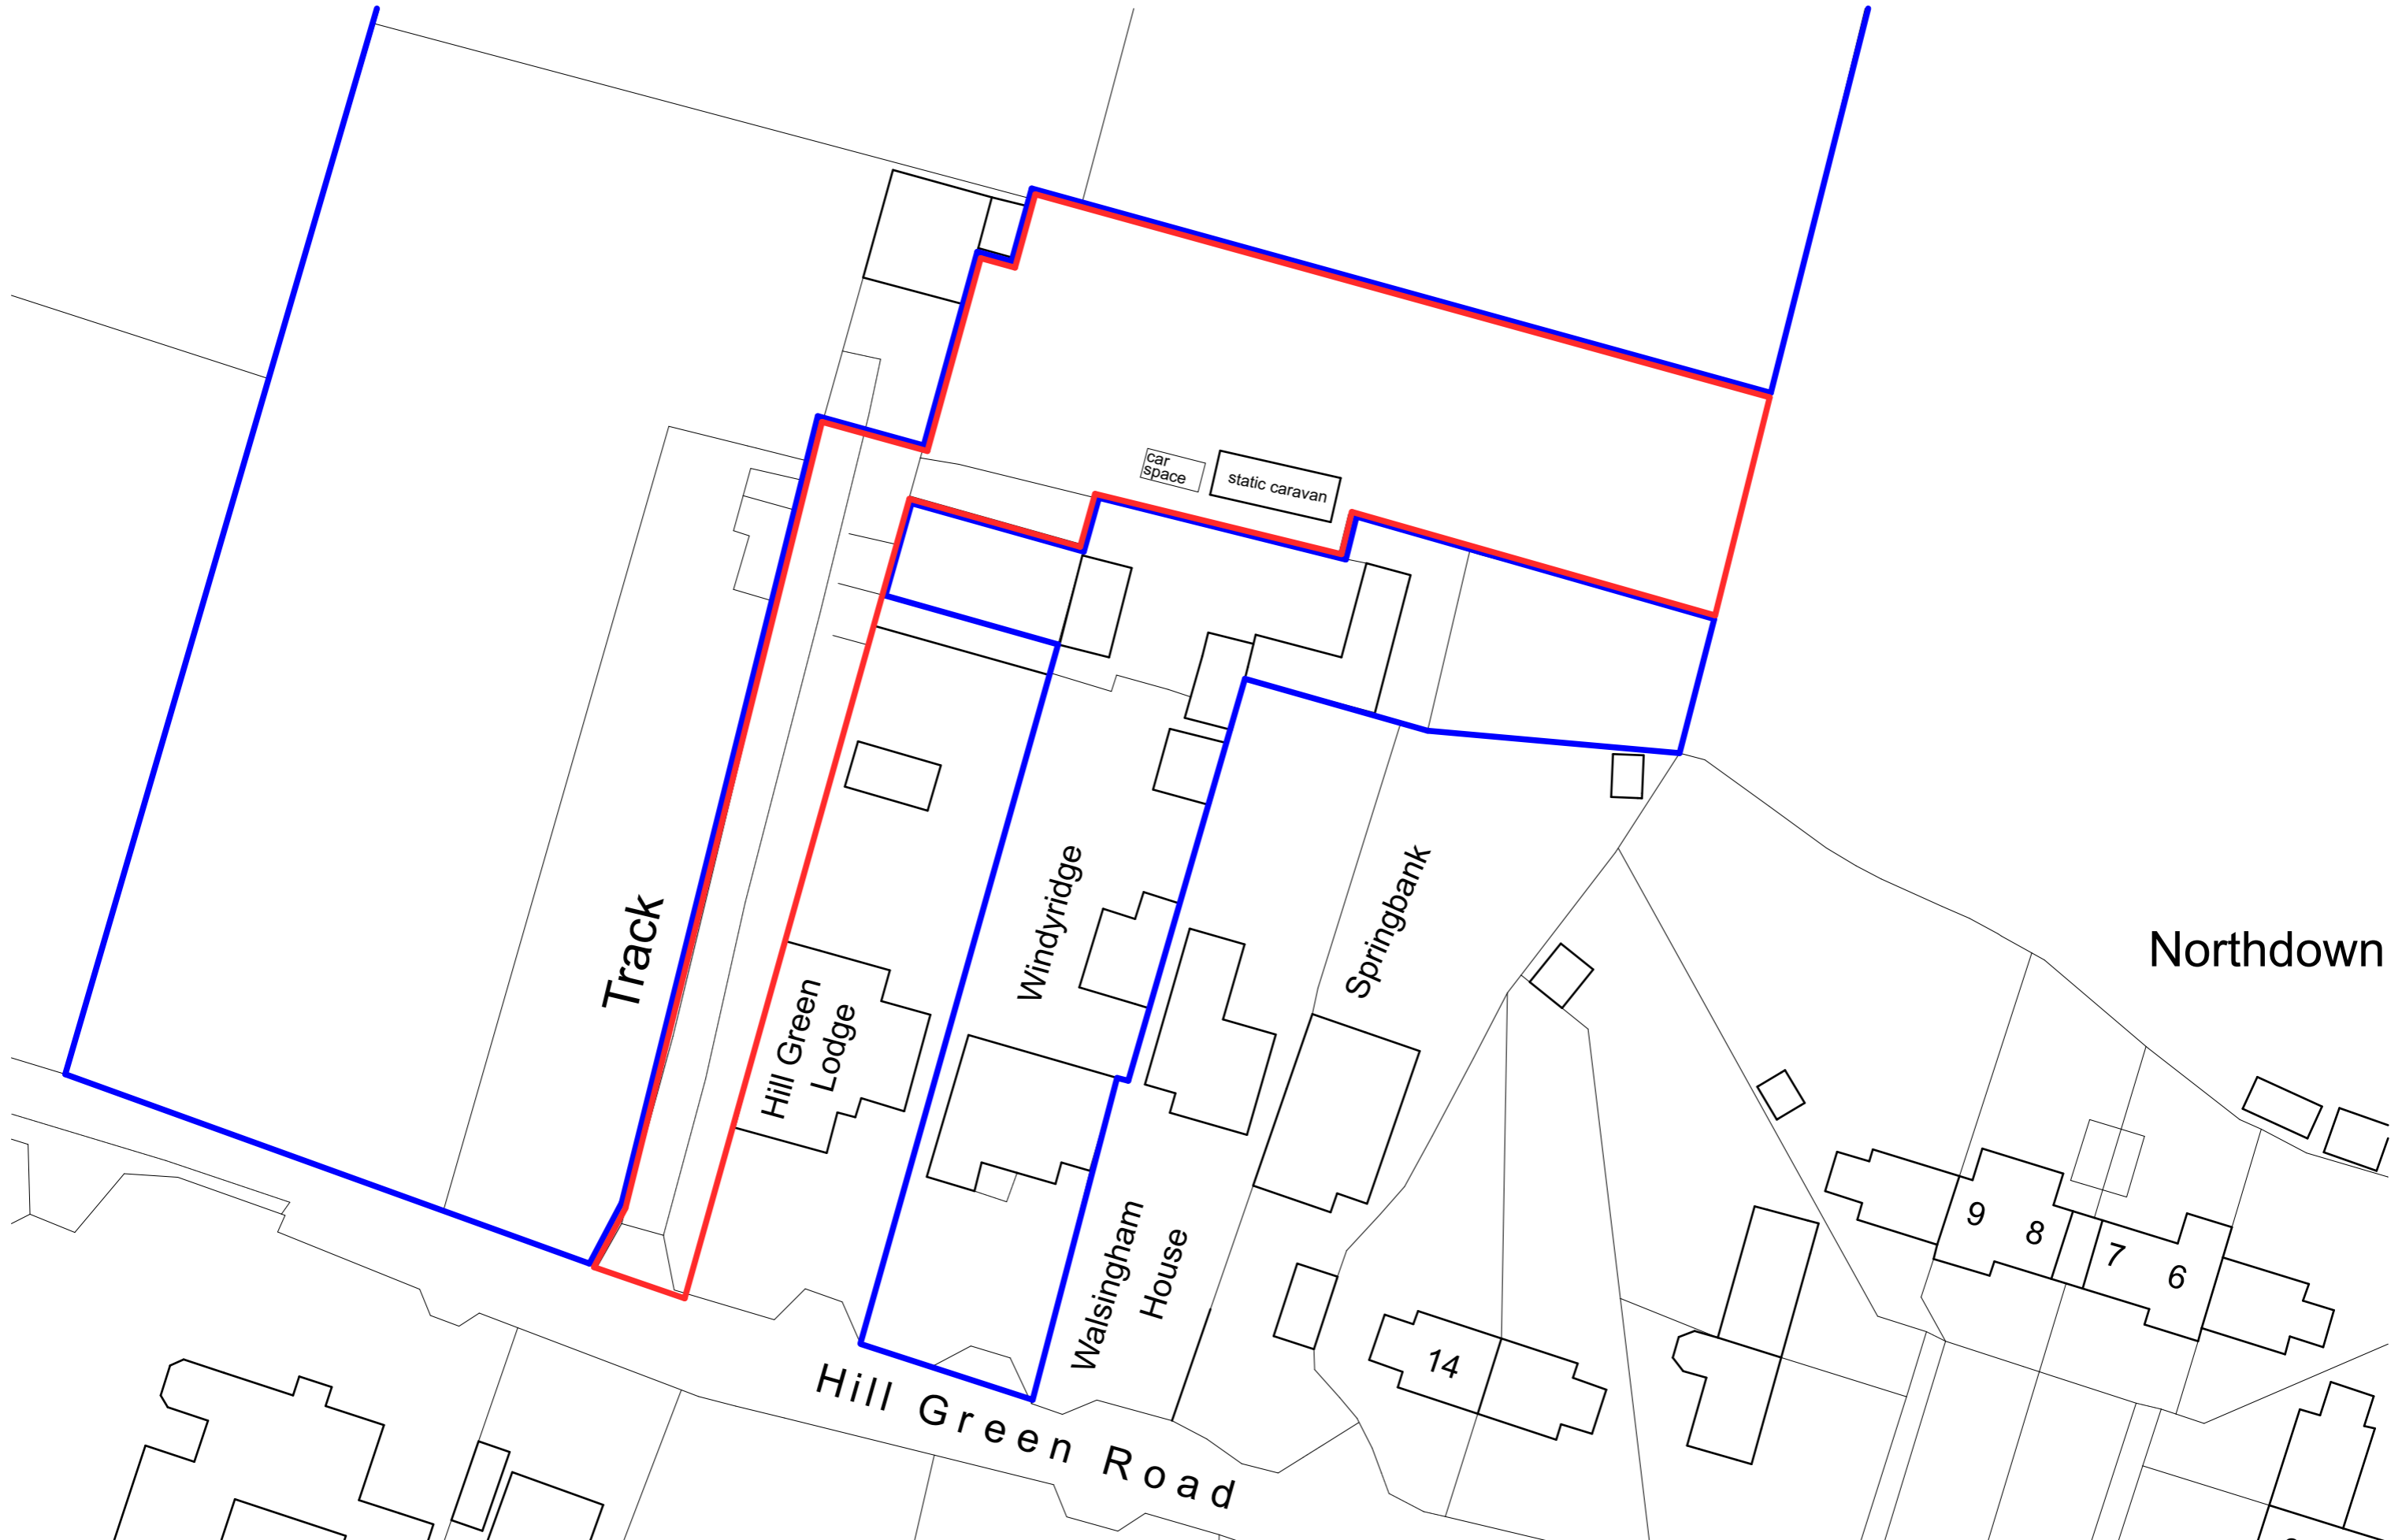 car
space
static caravan
Track
Windyridge
Springbank
Northdown
Hill Green
Lodge
Walsingham
House
9
8
7
6
14
Hill Green Road